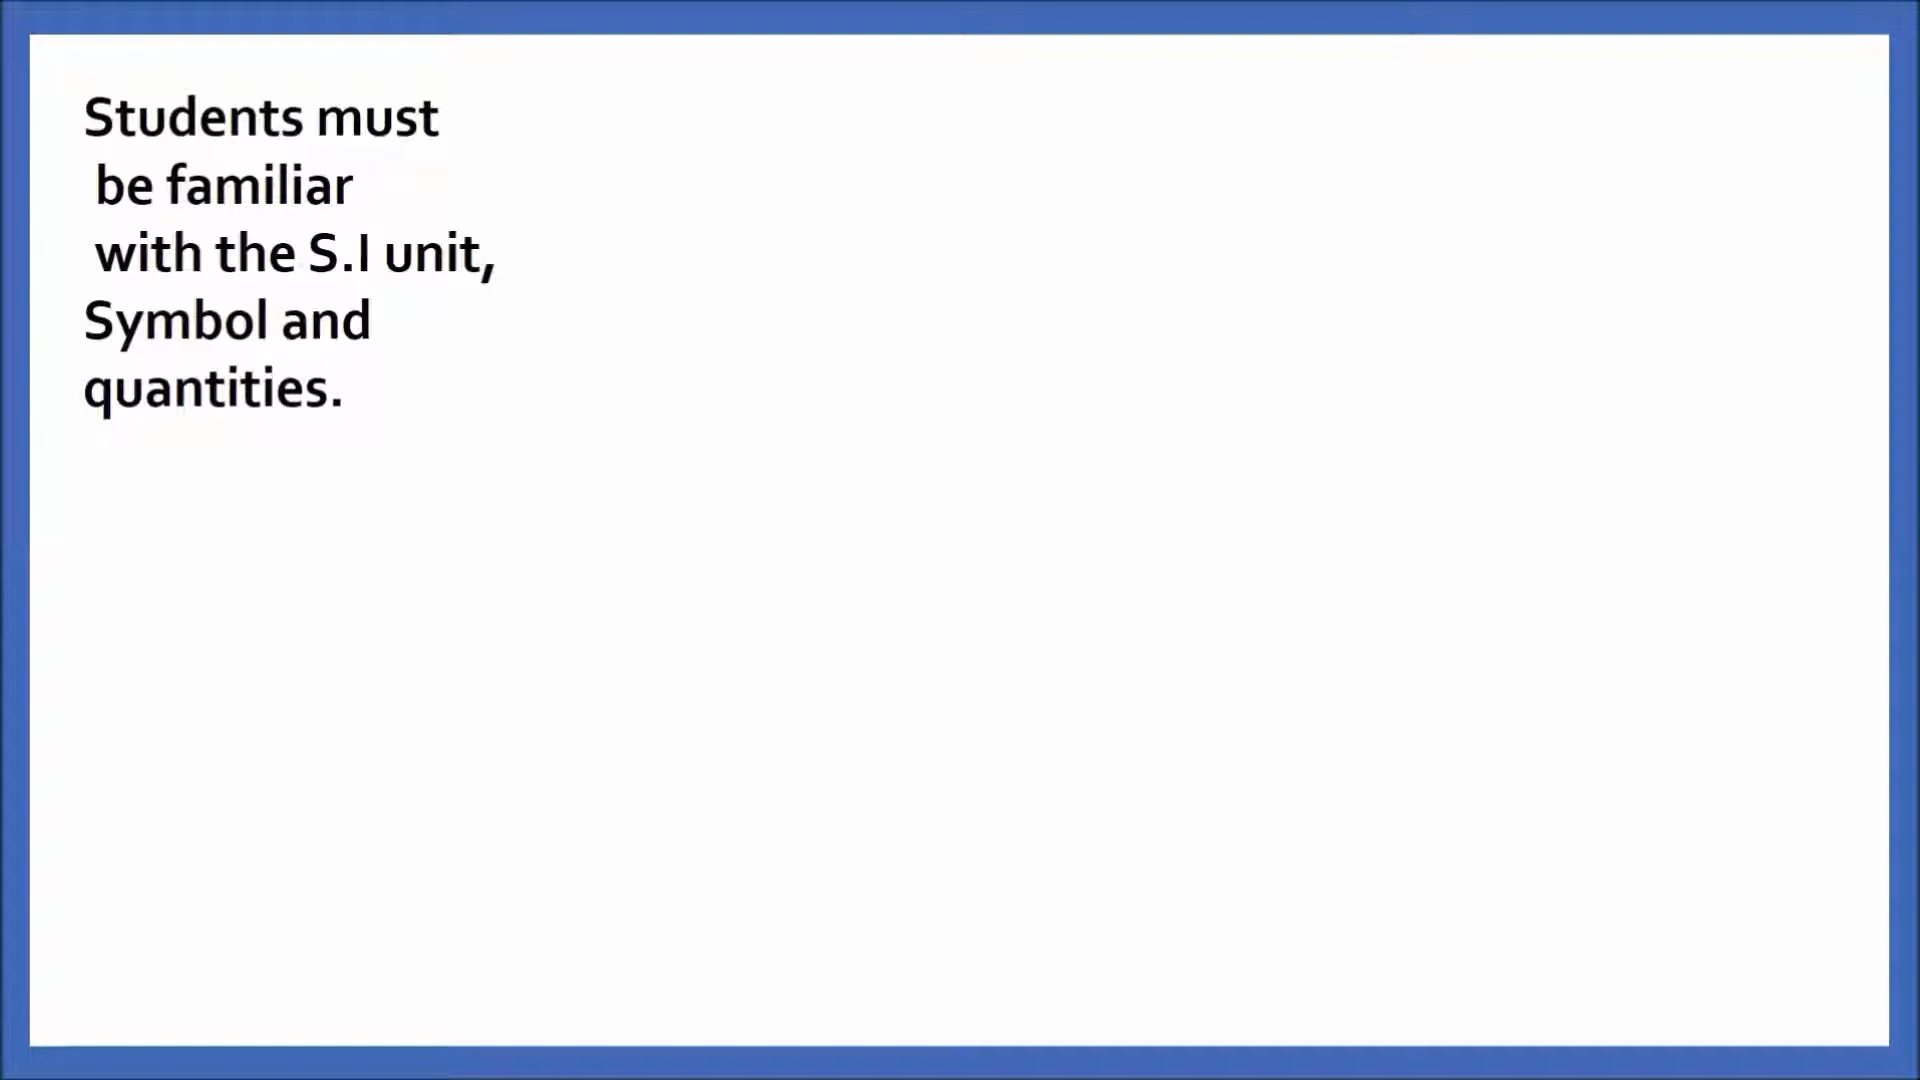 Students must
be familiar
with the S.I unit,
Symbol and
quantities.